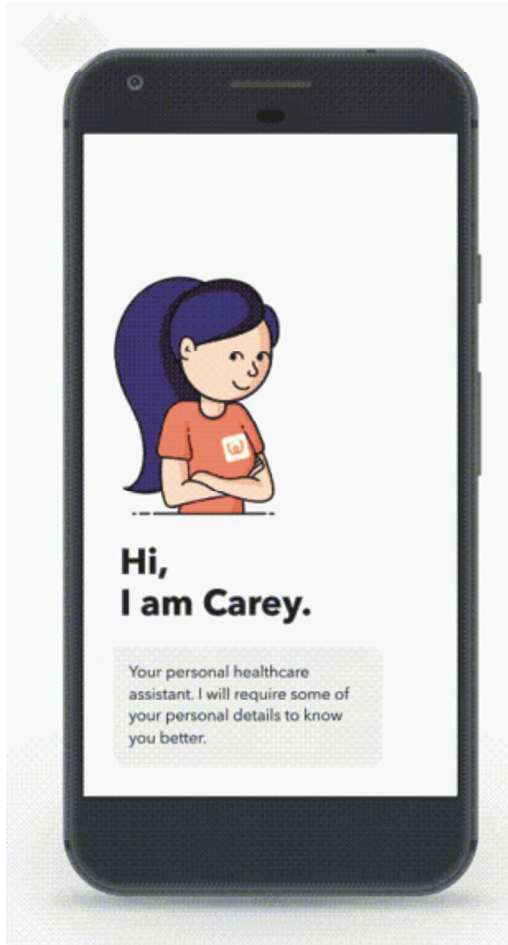 Hi,
I am Carey.
Your personal healthcare
assistant. I will require some of
your personal details to know
you better.